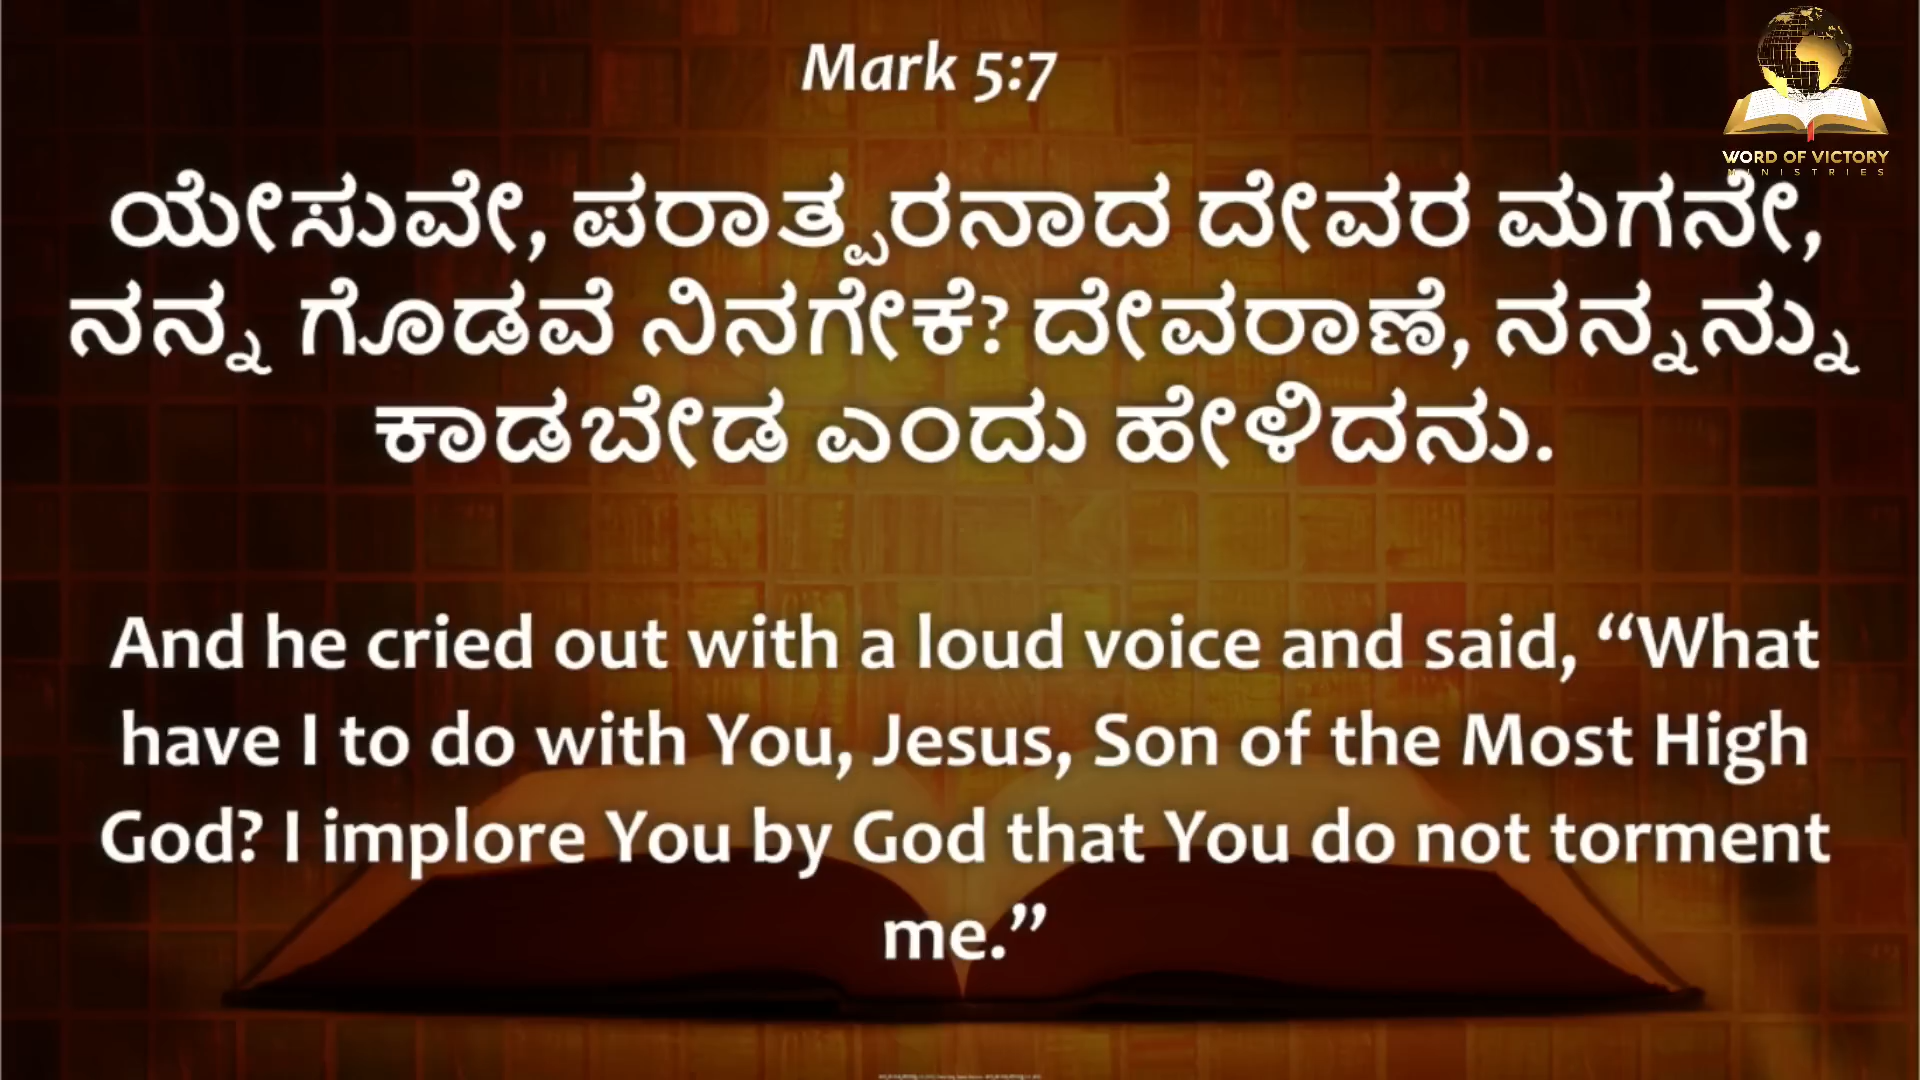 Mark 5:7
WORD OF VICTORY
MINISTRIES
ಯೇಸುವೇ, ಪರಾತ್ಪರನಾದ ದೇವರ ಮಗನೇ,
ನನ್ನ ಗೊಡವೆ ನಿನಗೇಕೆ? ದೇವರಾಣೆ, ನನ್ನನ್ನು
ಕಾಡಬೇಡ ಎಂದು ಹೇಳಿದನು.
And he cried out with a loud voice and said, “What
have I to do with You, Jesus, Son of the Most High
God? I implore You by God that You do not torment
me.”